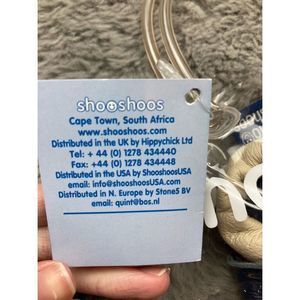 shooshoos
Cape Town, South Africa
www.shooshoos.com
Distributed in the UK by Hippychick Ltd
Tel: + 44 (0) 1278 434440
Fax: +44 (0) 1278 434448
Distributed in the USA by ShooshoosUSA
email: info@shooshoosUSA.com
Distributed in N. Europe by Stone5 BV
email: quint@bos.nl